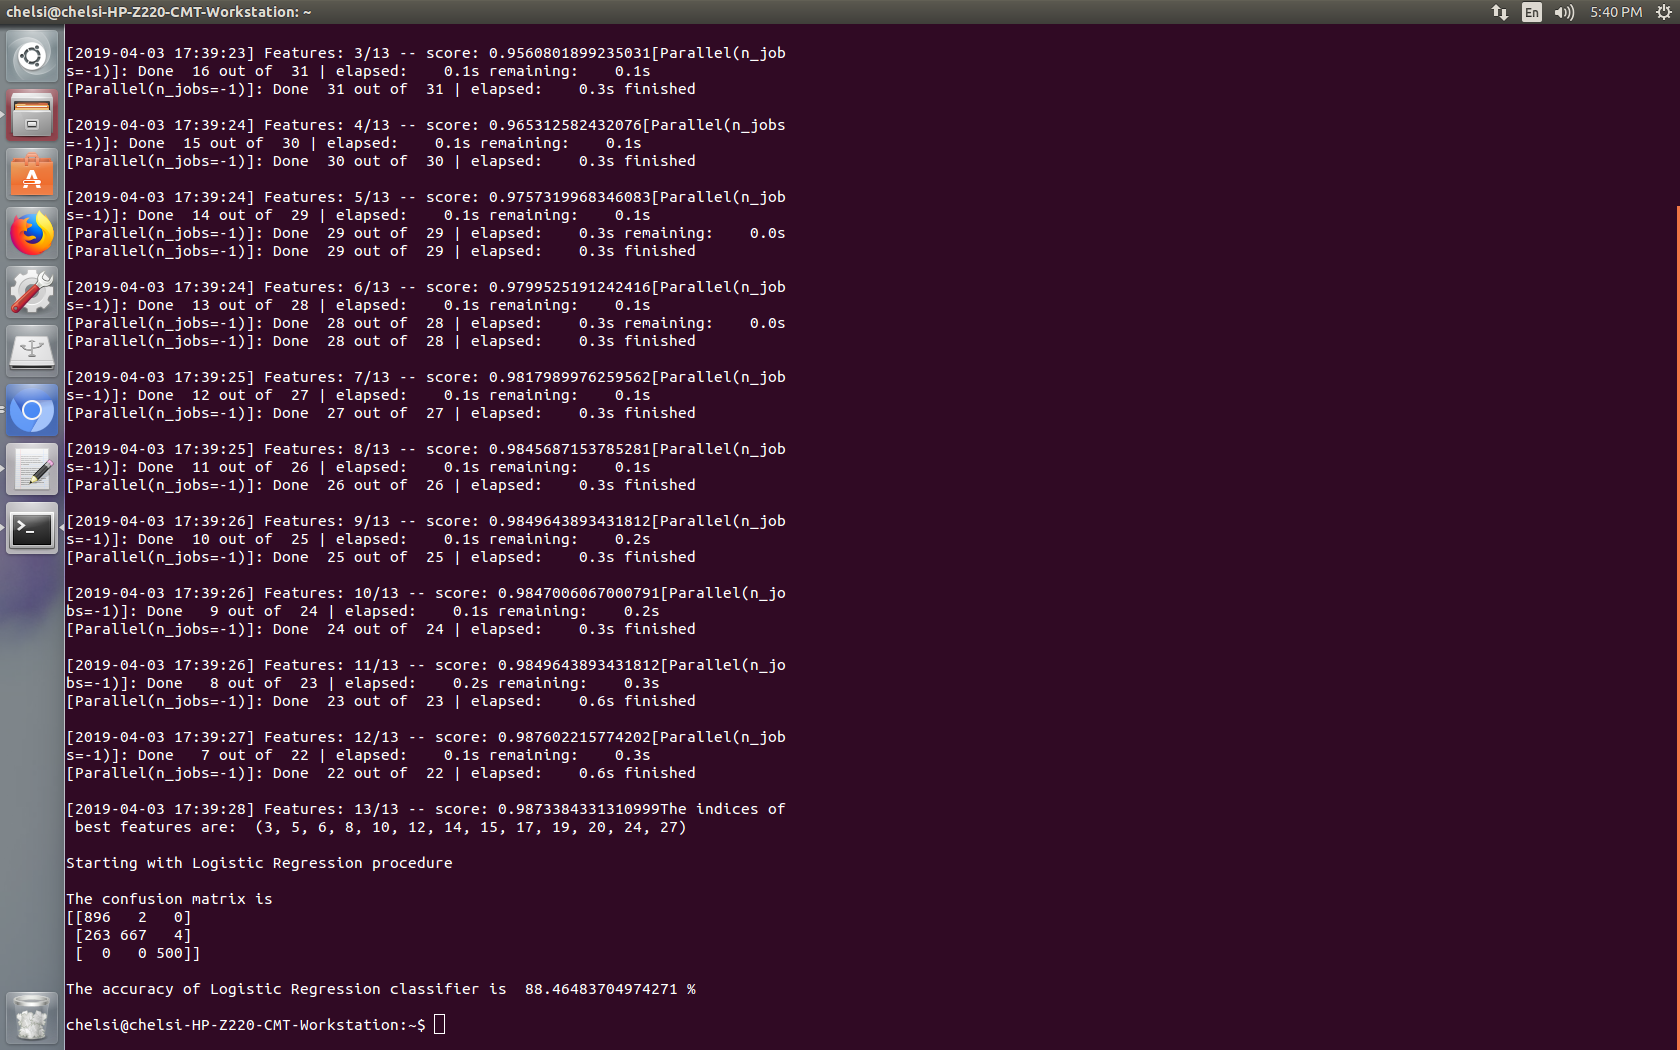 chelsi@chelsi-HP-Z220-CMT-Workstation: ~
En
5:40 PM
[2019-04-03 17:39:23] Features: 3/13 -- score: 0.9560801899235031[Parallel(n_job
s=-1)]: Done  16 out of  31 | elapsed:    0.1s remaining:    0.1s
[Parallel(n_jobs=-1)]: Done  31 out of  31 | elapsed:    0.3s finished
[2019-04-03 17:39:24] Features: 4/13 -- score: 0.965312582432076[Parallel(n_jobs
=-1)]: Done  15 out of  30 | elapsed:    0.1s remaining:    0.1s
[Parallel(n_jobs=-1)]: Done  30 out of  30 | elapsed:    0.3s finished
[2019-04-03 17:39:24] Features: 5/13 -- score: 0.9757319968346083[Parallel(n_job
s=-1)]: Done  14 out of  29 | elapsed:    0.1s remaining:    0.1s
[Parallel(n_jobs=-1)]: Done  29 out of  29 | elapsed:    0.3s remaining:    0.0s
[Parallel(n_jobs=-1)]: Done  29 out of  29 | elapsed:    0.3s finished
[2019-04-03 17:39:24] Features: 6/13 -- score: 0.9799525191242416[Parallel(n_job
s=-1)]: Done  13 out of  28 | elapsed:    0.1s remaining:    0.1s
[Parallel(n_jobs=-1)]: Done  28 out of  28 | elapsed:    0.3s remaining:    0.0s
[Parallel(n_jobs=-1)]: Done  28 out of  28 | elapsed:    0.3s finished
[2019-04-03 17:39:25] Features: 7/13 -- score: 0.9817989976259562[Parallel(n_job
s=-1)]: Done  12 out of  27 | elapsed:    0.1s remaining:    0.1s
[Parallel(n_jobs=-1)]: Done  27 out of  27 | elapsed:    0.3s finished
[2019-04-03 17:39:25] Features: 8/13 -- score: 0.9845687153785281[Parallel(n_job
s=-1)]: Done  11 out of  26 | elapsed:    0.1s remaining:    0.1s
[Parallel(n_jobs=-1)]: Done  26 out of  26 | elapsed:    0.3s finished
[2019-04-03 17:39:26] Features: 9/13 -- score: 0.9849643893431812[Parallel(n_job
s=-1)]: Done  10 out of  25 | elapsed:    0.1s remaining:    0.2s
[Parallel(n_jobs=-1)]: Done  25 out of  25 | elapsed:    0.3s finished
[2019-04-03 17:39:26] Features: 10/13 -- score: 0.9847006067000791[Parallel(n_jo
bs=-1)]: Done   9 out of  24 | elapsed:    0.1s remaining:    0.2s
[Parallel(n_jobs=-1)]: Done  24 out of  24 | elapsed:    0.3s finished
[2019-04-03 17:39:26] Features: 11/13 -- score: 0.9849643893431812[Parallel(n_jo
bs=-1)]: Done   8 out of  23 | elapsed:    0.2s remaining:    0.3s
[Parallel(n_jobs=-1)]: Done  23 out of  23 | elapsed:    0.6s finished
[2019-04-03 17:39:27] Features: 12/13 -- score: 0.987602215774202[Parallel(n_job
s=-1)]: Done   7 out of  22 | elapsed:    0.1s remaining:    0.3s
[Parallel(n_jobs=-1)]: Done  22 out of  22 | elapsed:    0.6s finished
[2019-04-03 17:39:28] Features: 13/13 -- score: 0.9873384331310999The indices of
 best features are:  (3, 5, 6, 8, 10, 12, 14, 15, 17, 19, 20, 24, 27)
Starting with Logistic Regression procedure
The confusion matrix is
[[896   2   0]
 [263 667   4]
 [  0   0 500]]
The accuracy of Logistic Regression classifier is  88.46483704974271 %
chelsi@chelsi-HP-Z220-CMT-Workstation:~$